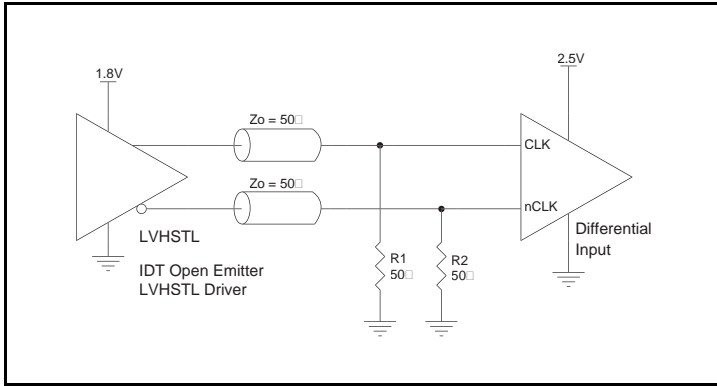 1.8V
2.5V
Zo = 50□
CLK
Zo = 50□
nCLK
LVHSTL
Differential
Input
IDT Open Emitter
LVHSTL Driver
R1
50□
R2
50□